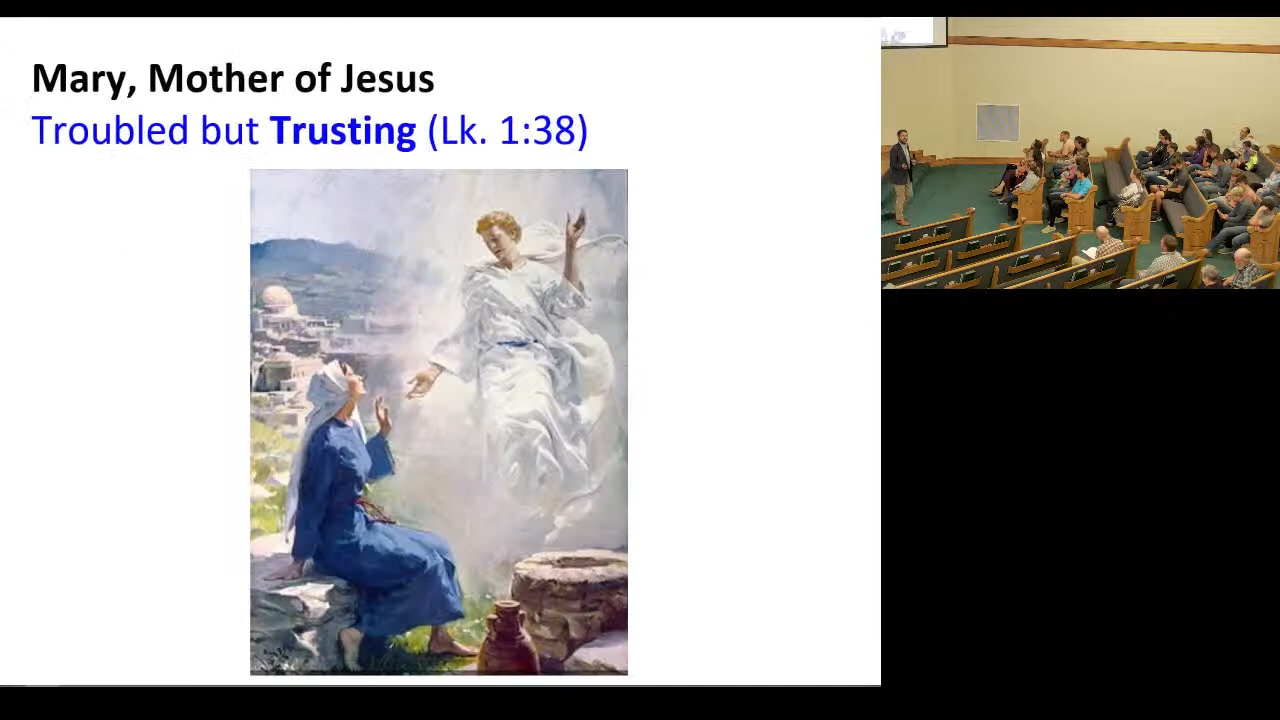 Mary, Mother of Jesus
Troubled but Trusting (Lk. 1:38)